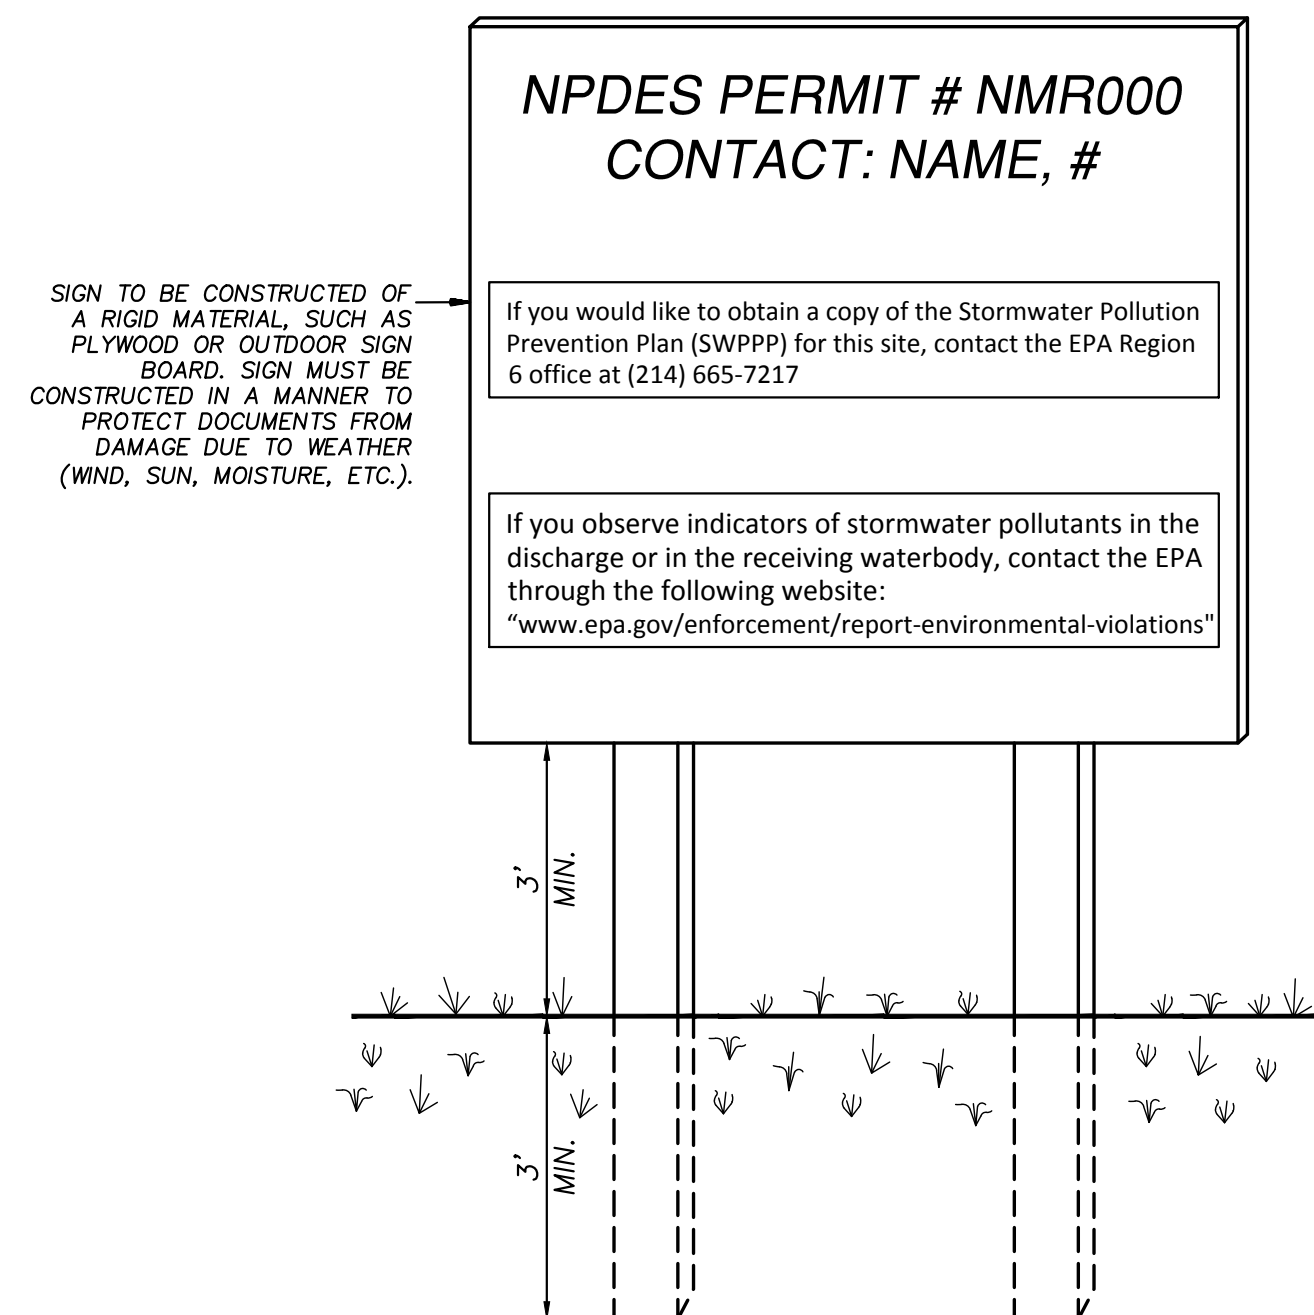 NPDES PERMIT # NMR000
CONTACT: NAME, #
SIGN TO BE CONSTRUCTED OF
A RIGID MATERIAL, SUCH AS
PLYWOOD OR OUTDOOR SIGN
BOARD. SIGN MUST BE
CONSTRUCTED IN A MANNER TO
PROTECT DOCUMENTS FROM
DAMAGE DUE TO WEATHER
(WIND, SUN, MOISTURE, ETC.).
If you would like to obtain a copy of the Stormwater Pollution
Prevention Plan (SWPPP) for this site, contact the EPA Region
6 office at (214) 665-7217
If you observe indicators of stormwater pollutants in the
discharge or in the receiving waterbody, contact the EPA
through the following website:
“www.epa.gov/enforcement/report-environmental-violations"
3'
MIN.
3'
MIN.